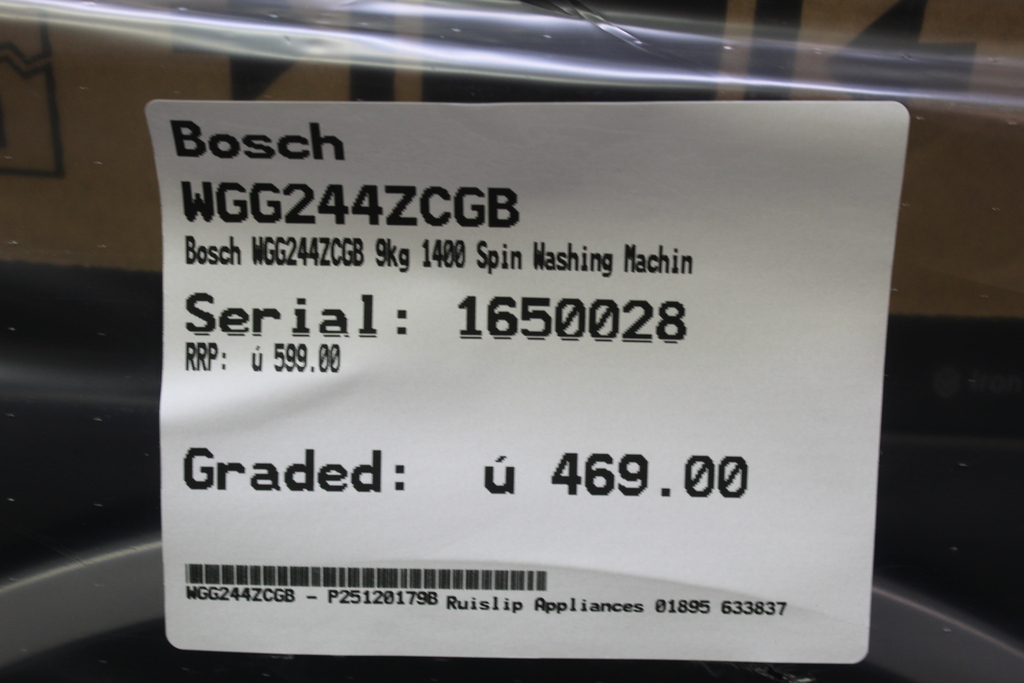 Bosch
WGG244ZCGB
Bosch WGG244ZCGB 9kg 1400 Spin Washing Machin
Serial: 1650028
RRP: ú 599.00
Graded: ú 469.00
WGG244ZCGB - P25120179B Ruislip Appliances 01895 633837